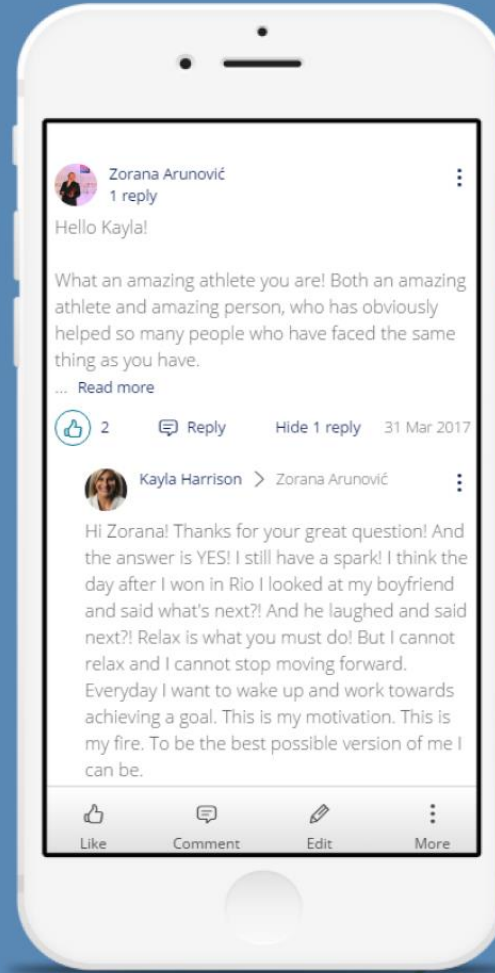 Zorana Arunović
1 reply
Hello Kayla!
What an amazing athlete you are! Both an amazing
athlete and amazing person, who has obviously
helped so many people who have faced the same
thing as you have.
... Read more
2 Reply Hide 1 reply 31 Mar 2017
Kayla Harrison > Zorana Arunović
Hi Zorana! Thanks for your great question! And
the answer is YES! I still have a spark! I think the
day after I won in Rio I looked at my boyfriend
and said what's next?! And he laughed and said
next?! Relax is what you must do! But I cannot
relax and I cannot stop moving forward.
Everyday I want to wake up and work towards
achieving a goal. This is my motivation. This is
my fire. To be the best possible version of me I
can be.
Like Comment Edit More